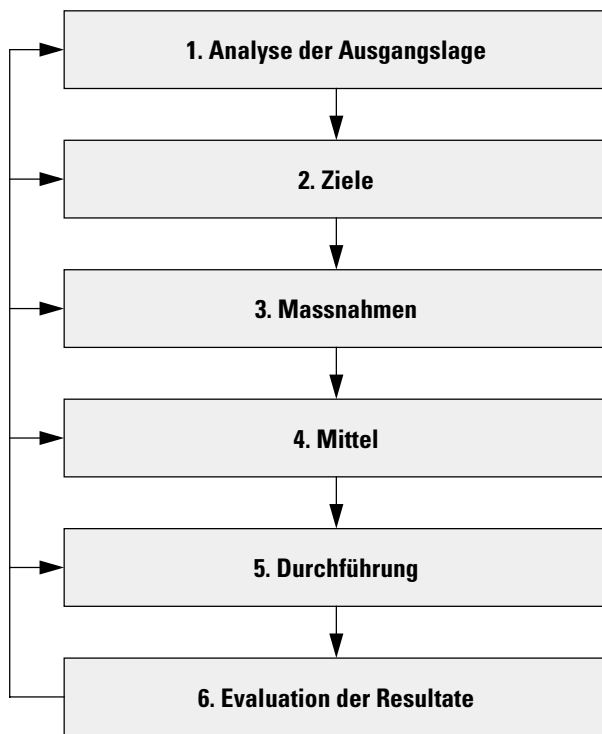 1. Analyse der Ausgangslage
2. Ziele
3. Massnahmen
4. Mittel
5. Durchführung
6. Evaluation der Resultate